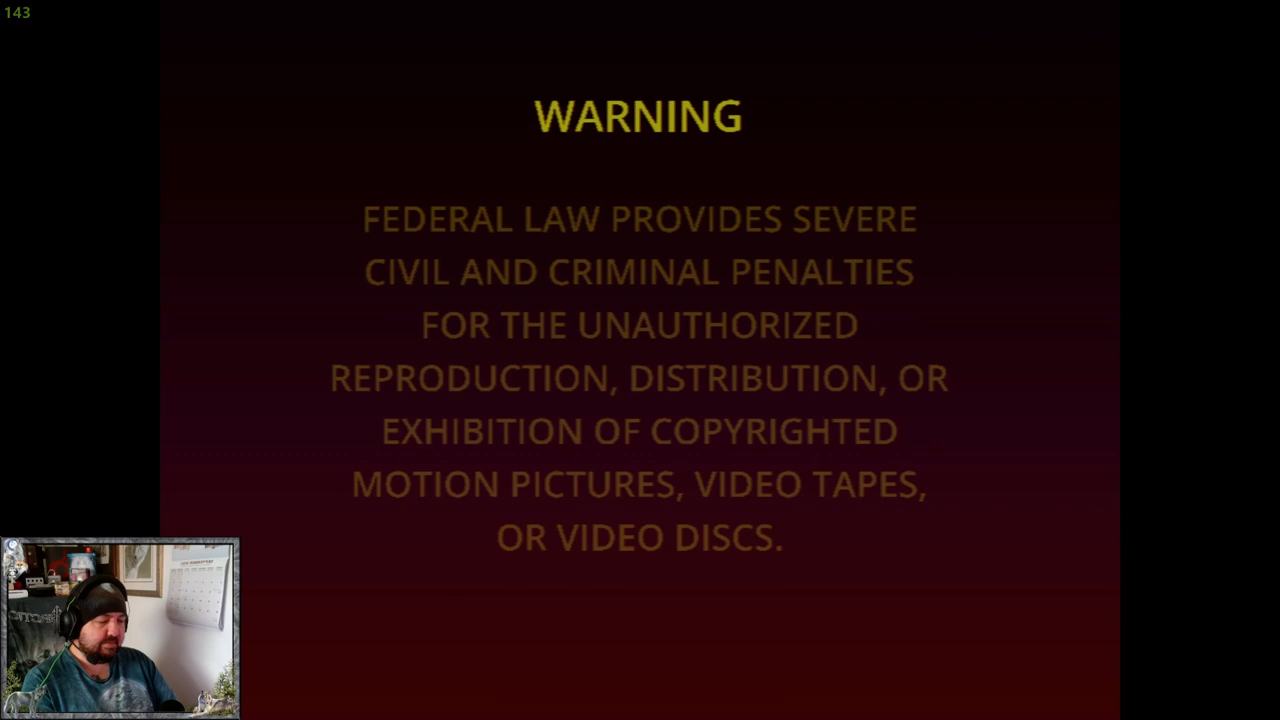 143
WARNING
FEDERAL LAW PROVIDES SEVERE
CIVIL AND CRIMINAL PENALTIES
FOR THE UNAUTHORIZED
REPRODUCTION, DISTRIBUTION, OR
EXHIBITION OF COPYRIGHTED
MOTION PICTURES, VIDEO TAPES,
OR VIDEO DISCS.